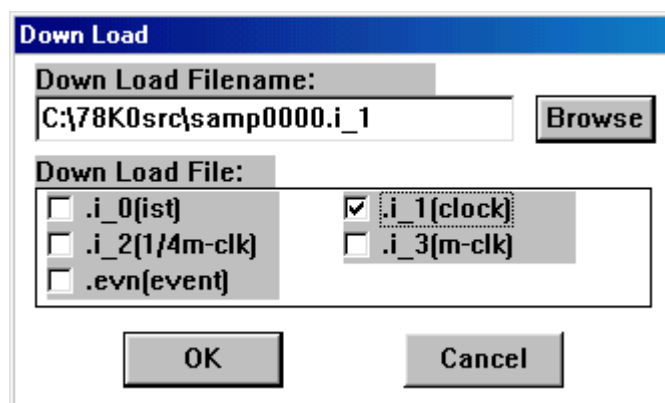 Down Load
Down Load Filename:
C:\78K0src\samp0000.i_1 Browse
Down Load File:
.i_0(ist) .i_1(clock)
.i_2(1/4m-clk) .i_3(m-clk)
.evn(event)
OK Cancel